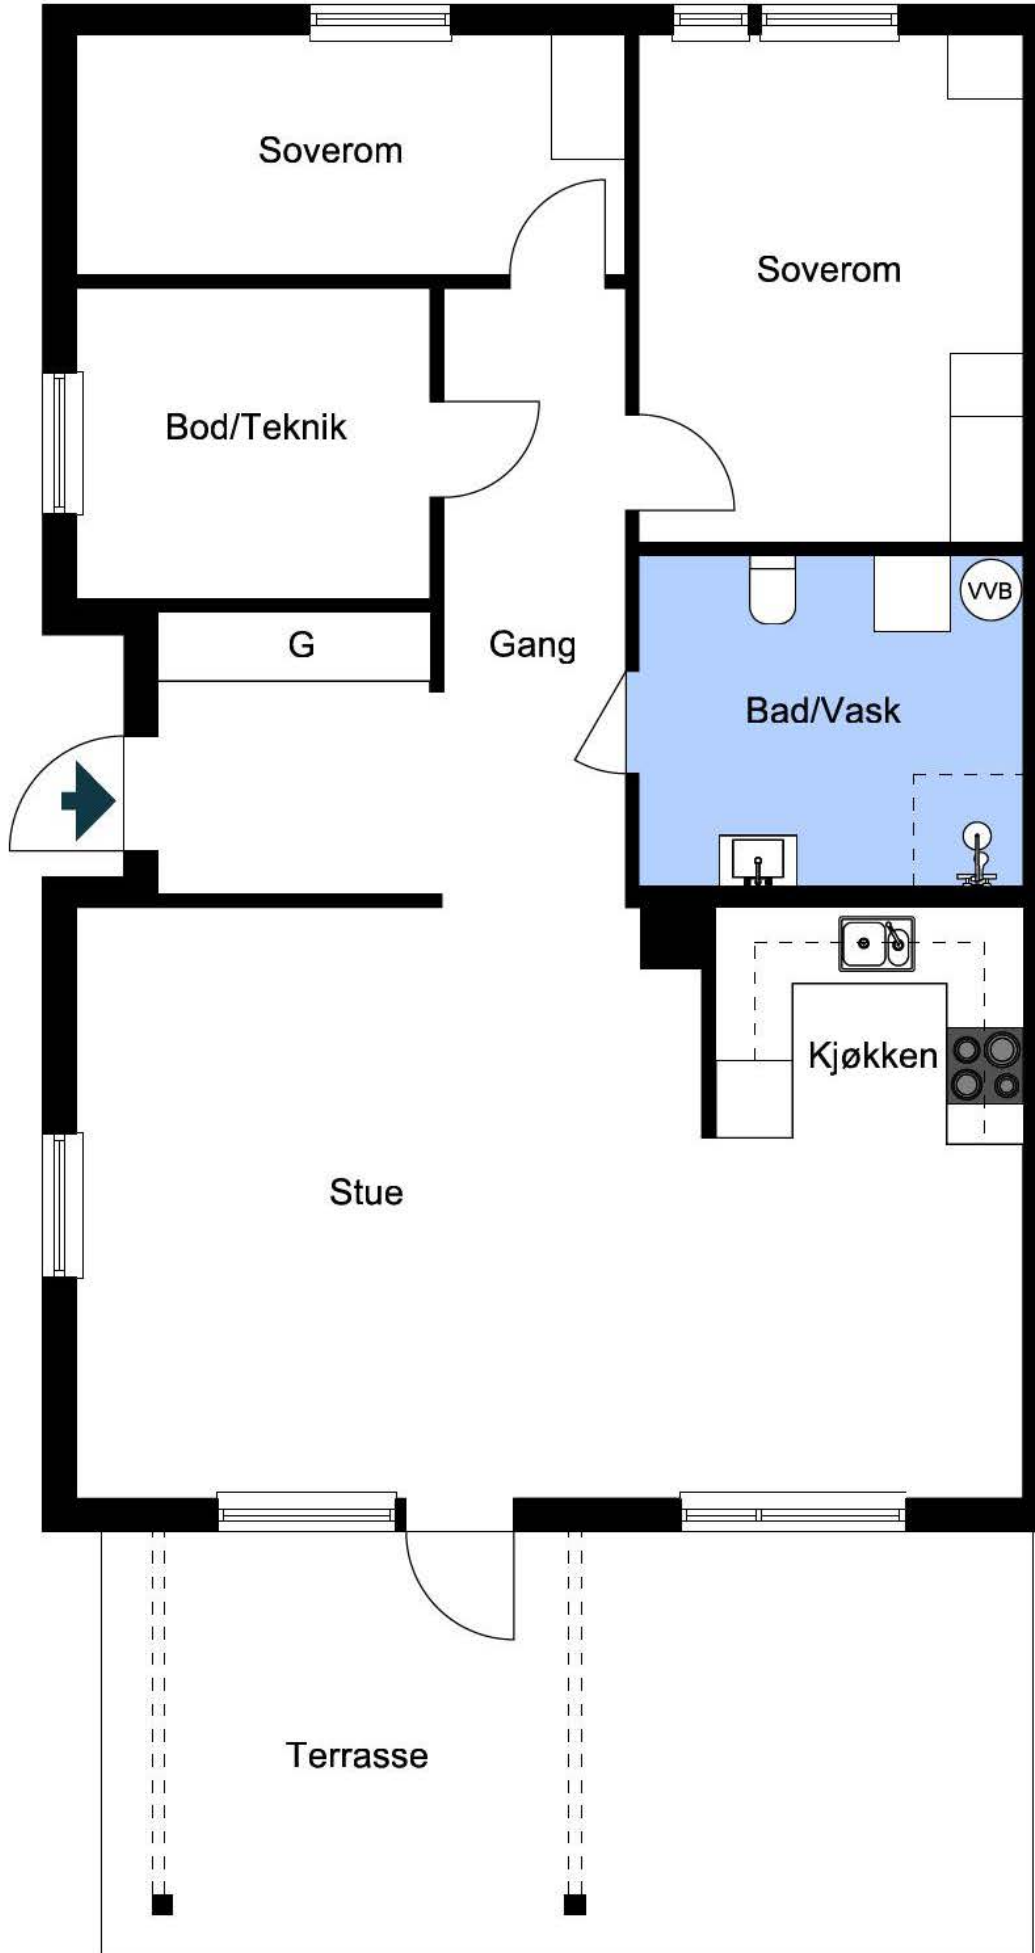 Soverom
Soverom
Bod/Teknik
VVB
G
Gang
Bad/Vask
Kjøkken
Stue
Terrasse